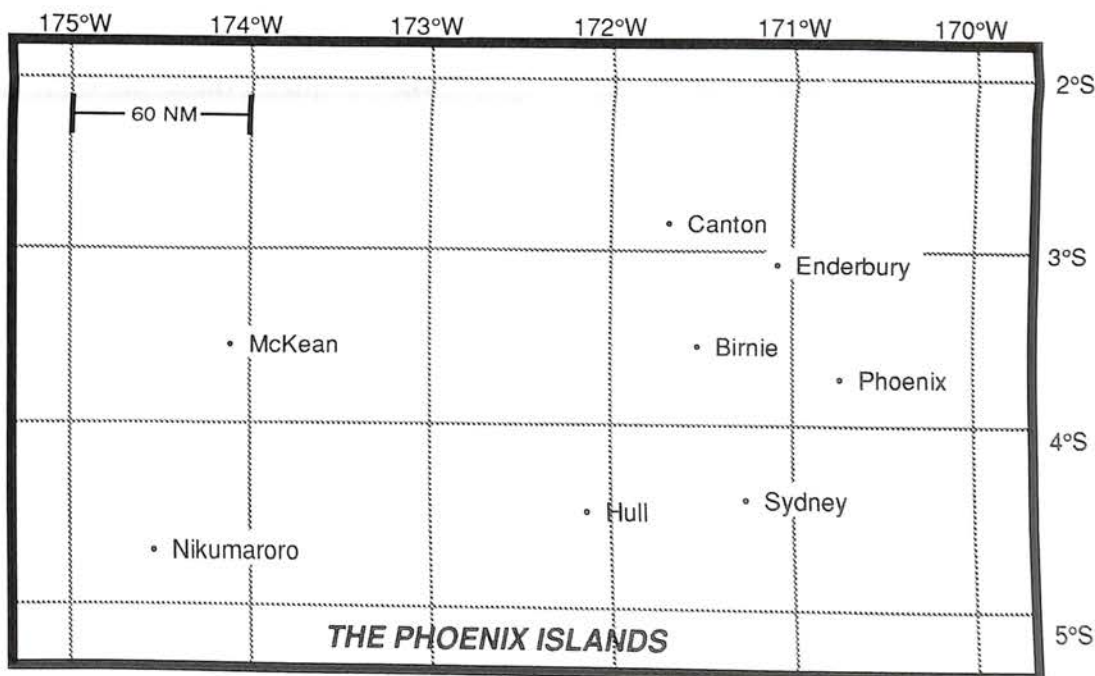 175°W 174°W 173°W 172°W 171°W 170°W
2°S
60 NM
Canton
3°S
Enderbury
McKean
Birnie
Phoenix
4°S
Sydney
Hull
Nikumaroro
THE PHOENIX ISLANDS
5°S